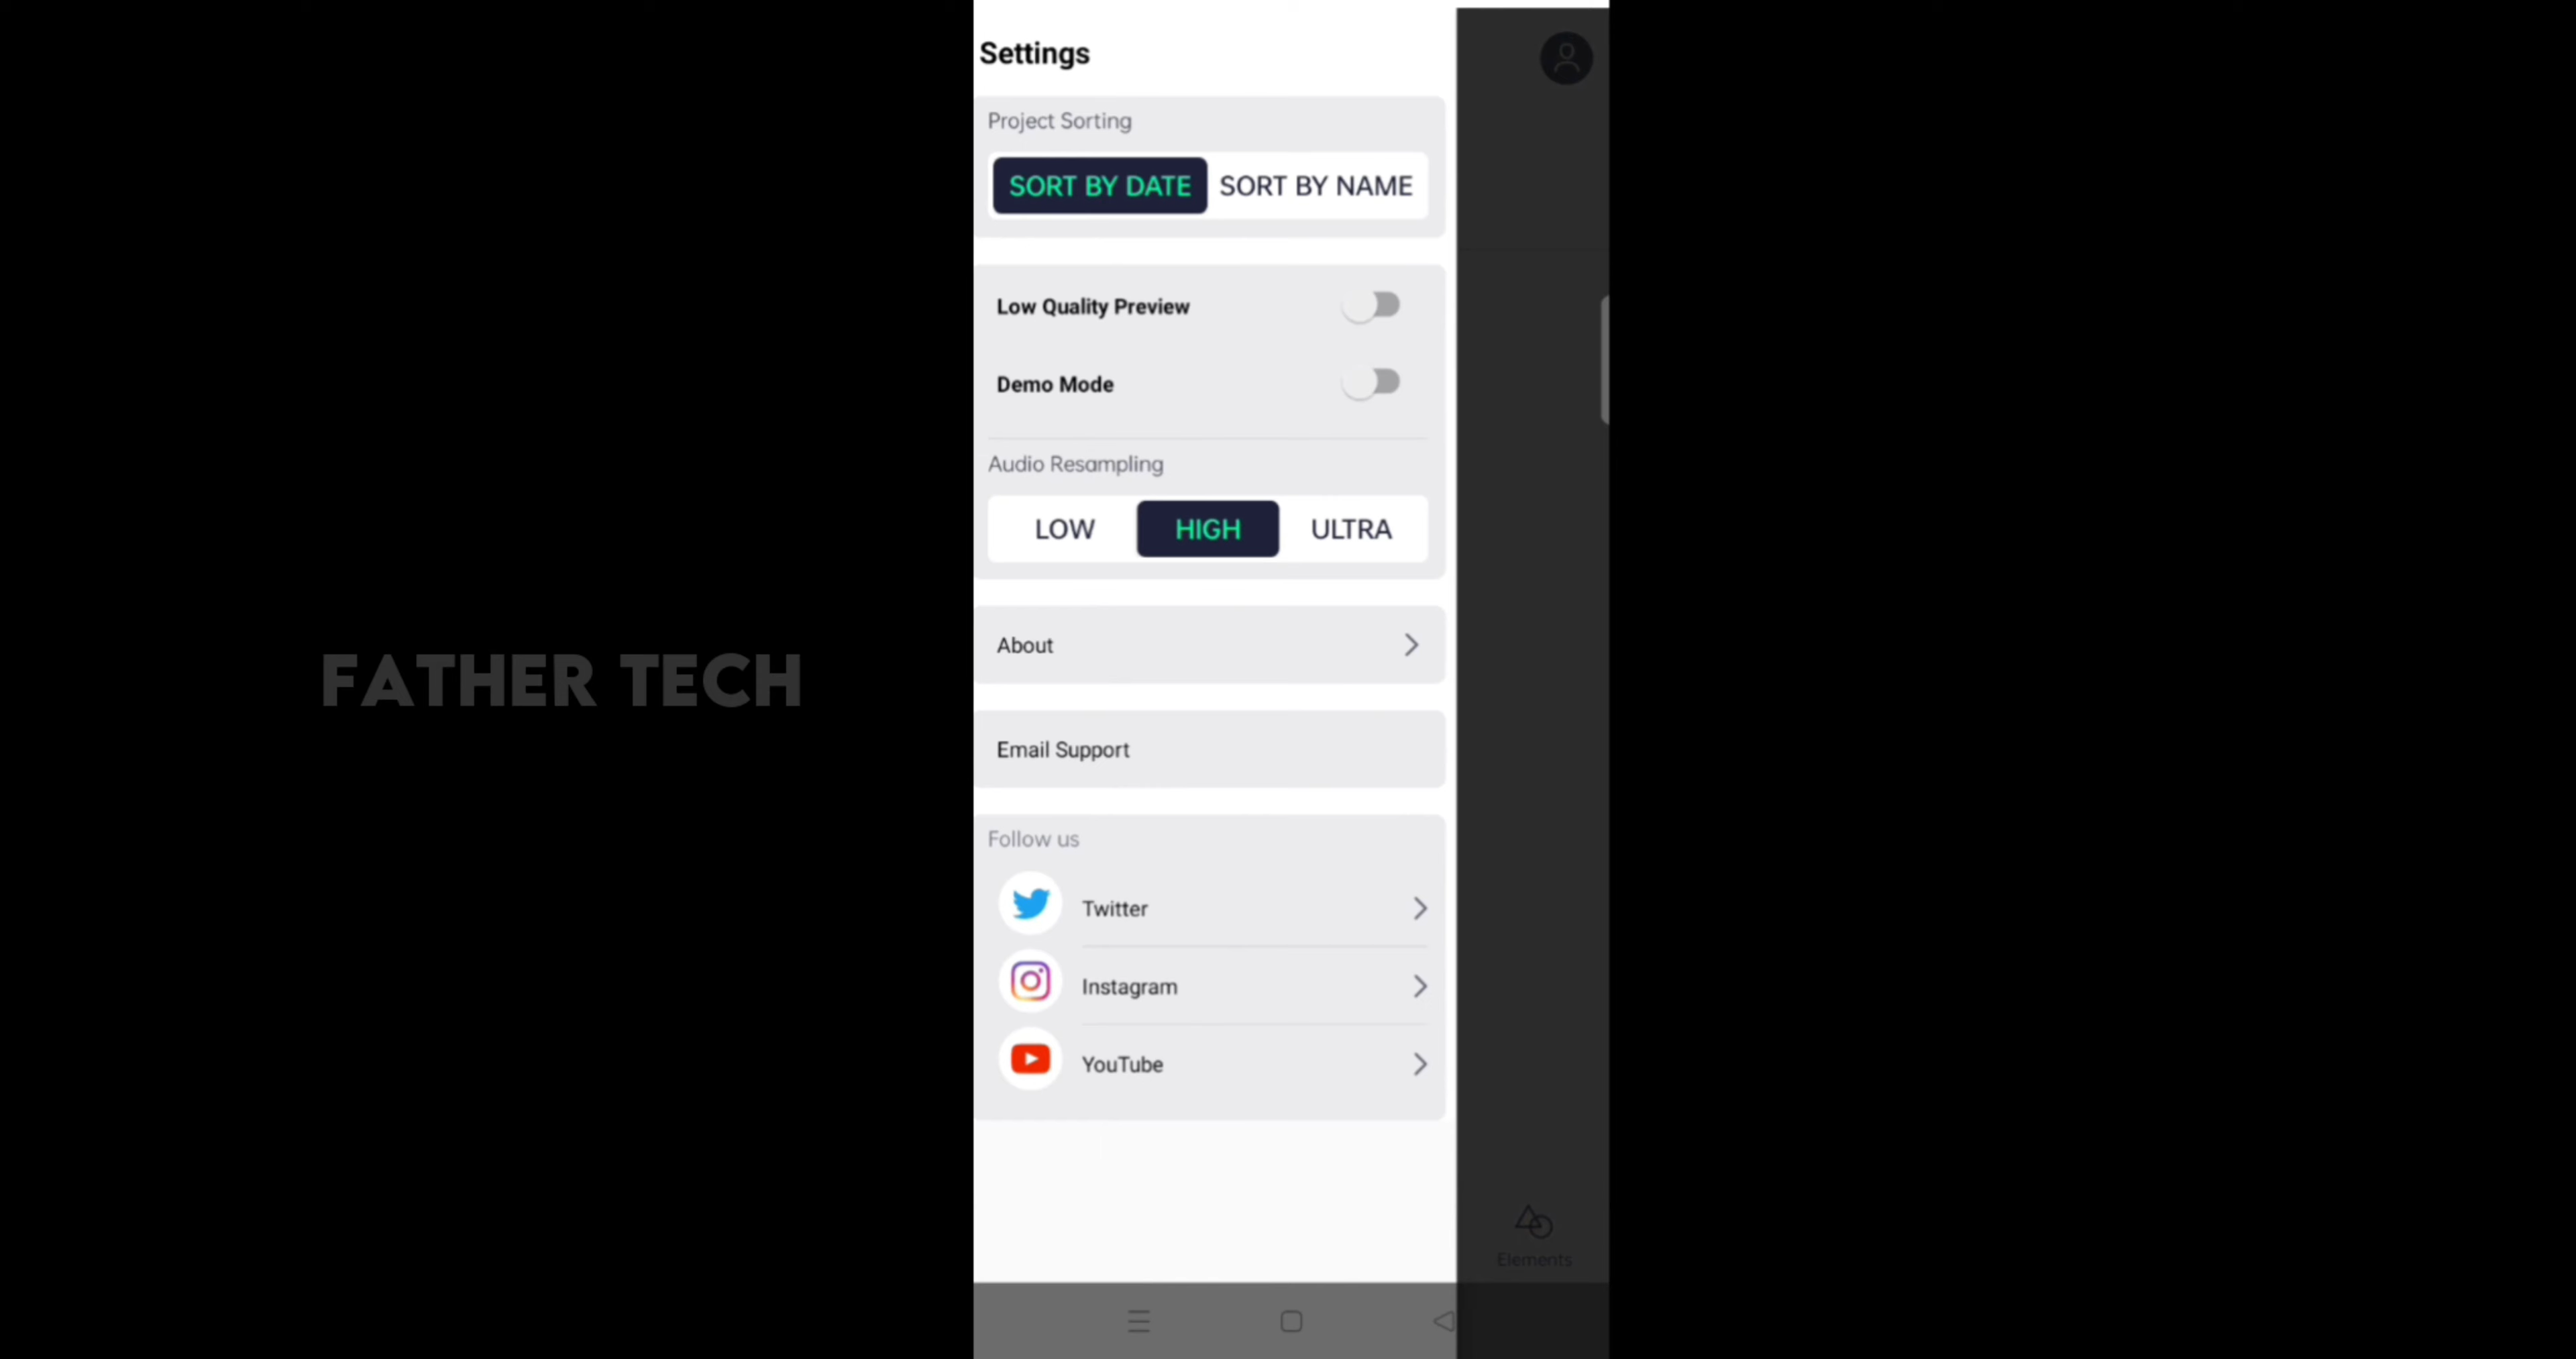 Settings
Project Sorting
SORT BY DATE SORT BY NAME
Low Quality Preview
Demo Mode
Audio Resampling
LOW HIGH ULTRA
About
FATHER TECH
Email Support
Follow us
Twitter
Instagram
YouTube
Elements